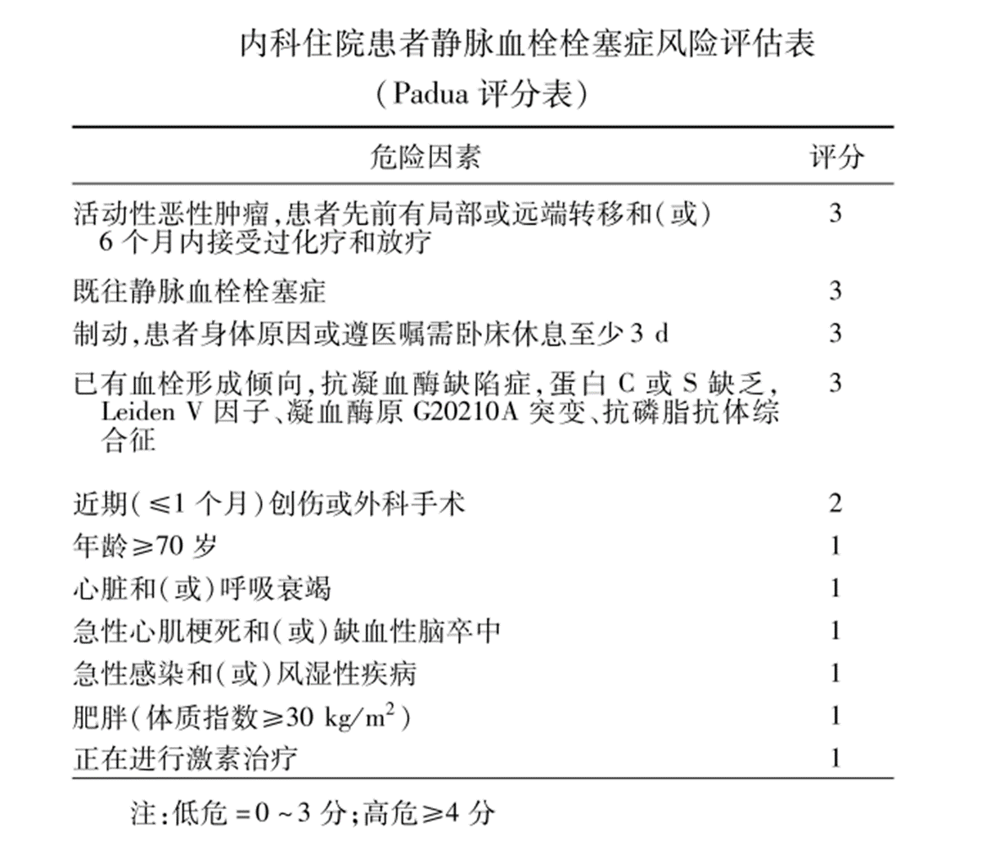 内科住院患者静脉血栓栓塞症风险评估表
(Padua 评分表)
危险因素 评分
活动性恶性肿瘤,患者先前有局部或远端转移和(或) 3
6 个月内接受过化疗和放疗
既往静脉血栓栓塞症 3
制动,患者身体原因或遵医嘱需卧床休息至少3 d 3
已有血栓形成倾向,抗凝血酶缺陷症,蛋白 C 或 S 缺乏, 3
Leiden V 因子、凝血酶原 G20210A 突变、抗磷脂抗体综
合征
近期(≤1 个月)创伤或外科手术 2
年龄≥70 岁 1
心脏和(或)呼吸衰竭 1
急性心肌梗死和(或)缺血性脑卒中 1
急性感染和(或)风湿性疾病 1
肥胖(体质指数≥30 kg/m²) 1
正在进行激素治疗 1
注:低危 =0 ~3 分;高危≥4 分